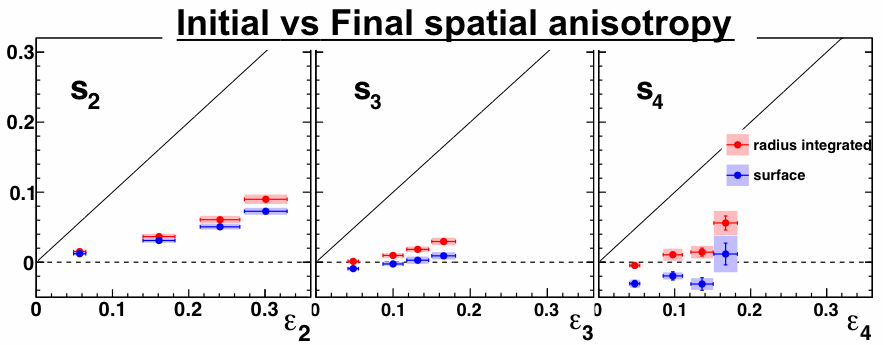 Initial vs Final spatial anisotropy
s2
s3
s4
0.3
0.2
0.1
0
radius integrated
surface
0 0.1 0.2 0.3
0 0.1 0.2 0.3
0 0.1 0.2 0.3
ε2
ε3
ε4